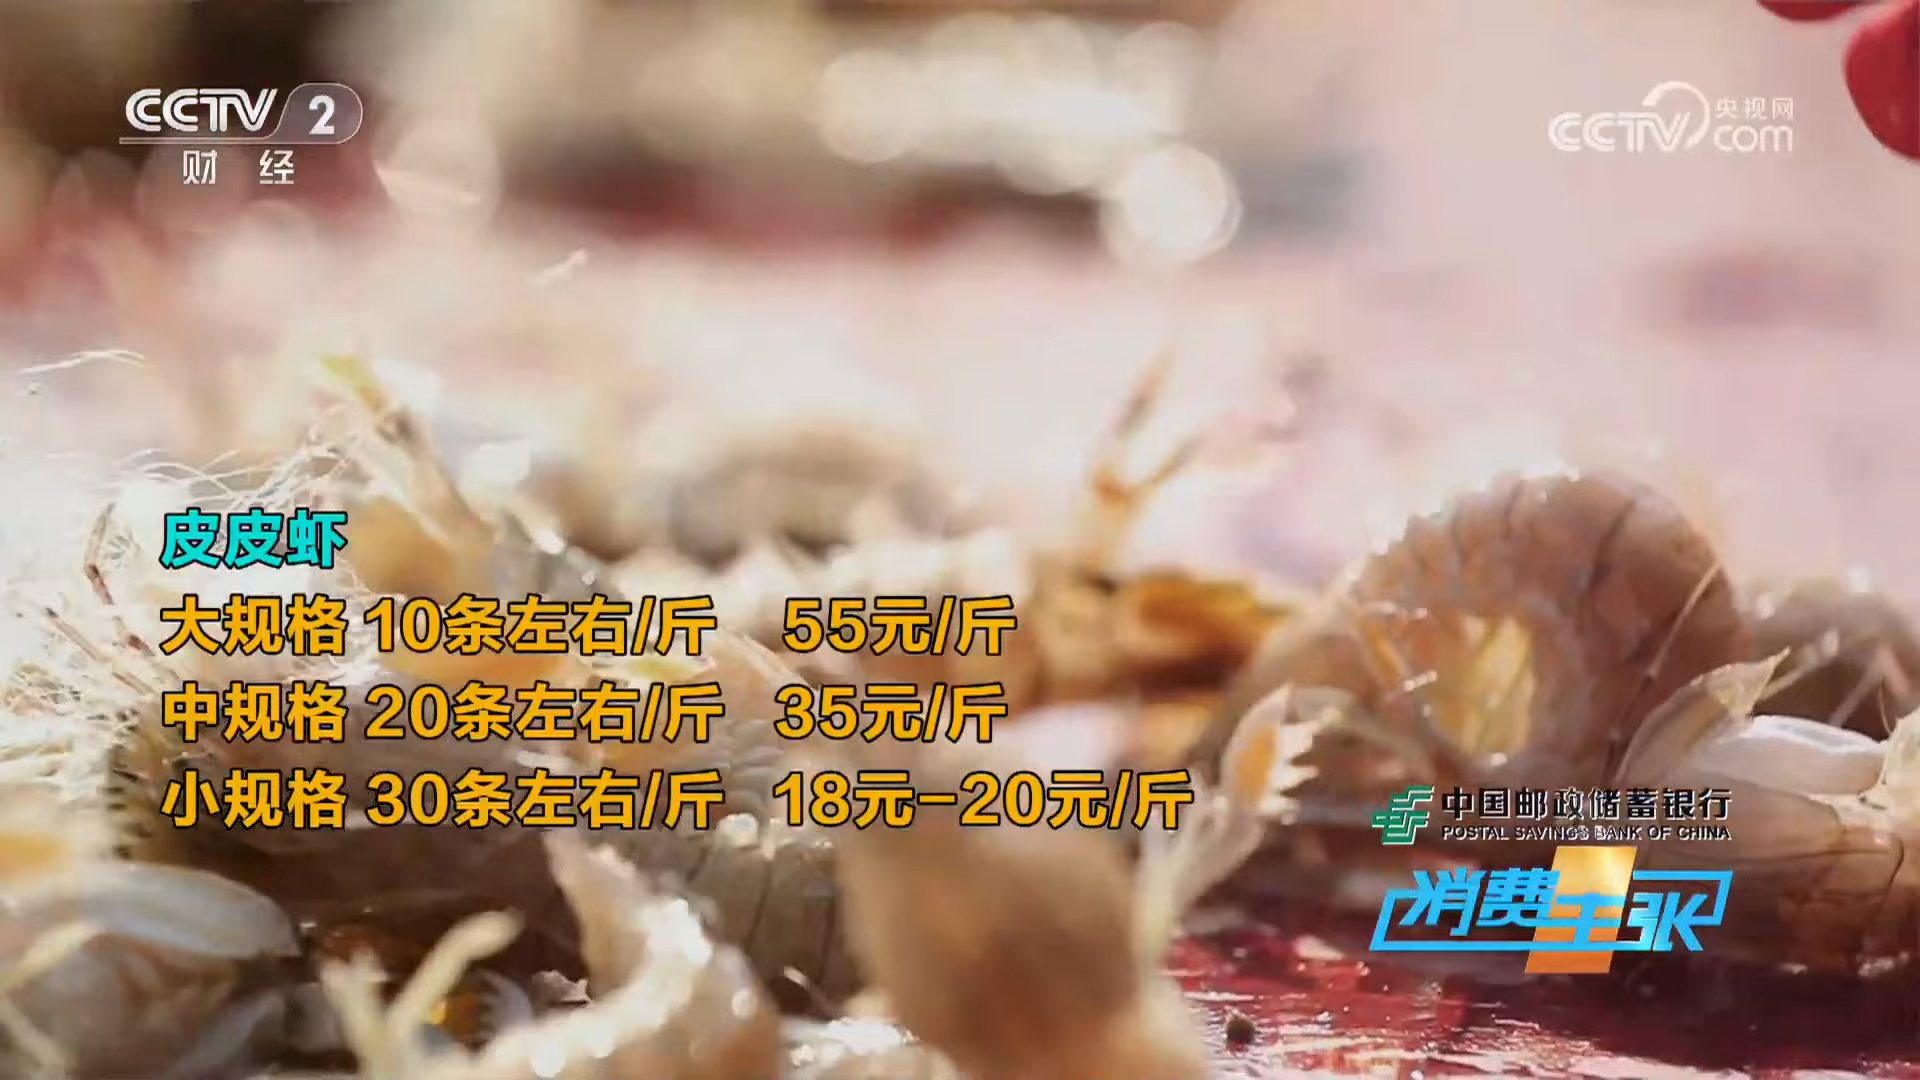 CCTV 2
财 经
央视网
CCTV com
皮皮虾
大规格 10条左右/斤 55元/斤
中规格 20条左右/斤 35元/斤
小规格 30条左右/斤 18元-20元/斤
中国邮政储蓄银行
POSTAL SAVINGS BANK OF CHINA
消费主张